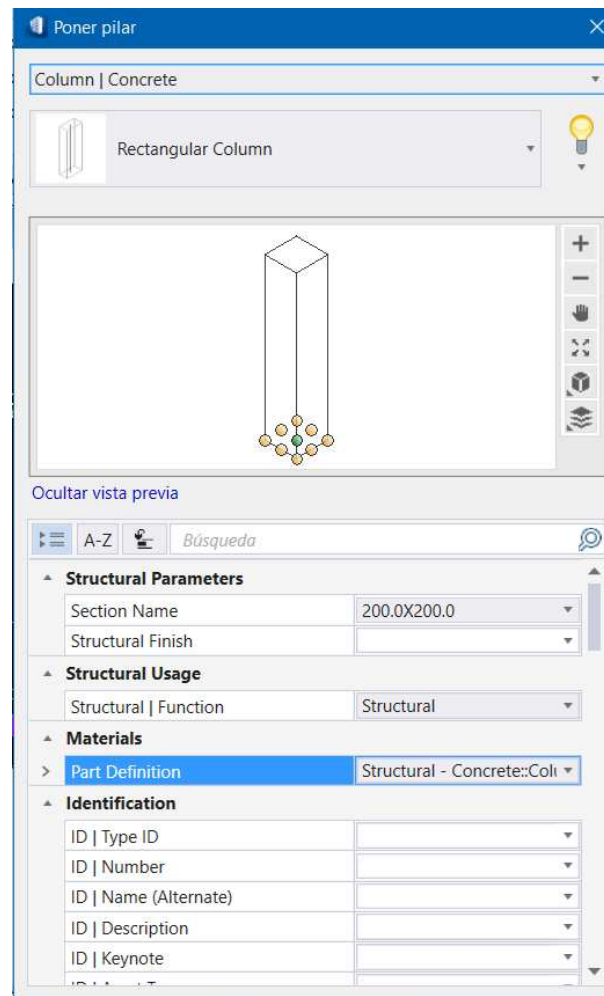 Poner pilar
Column | Concrete
Rectangular Column
Ocultar vista previa
A-Z Búsqueda
Structural Parameters
Section Name 200.0X200.0
Structural Finish
Structural Usage
Structural | Function Structural
Materials
Part Definition Structural - Concrete::Colu
Identification
ID | Type ID
ID | Number
ID | Name (Alternate)
ID | Description
ID | Keynote